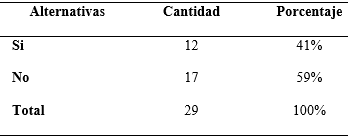 Alternativas Cantidad Porcentaje
Si 12 41%
No 17 59%
Total 29 100%